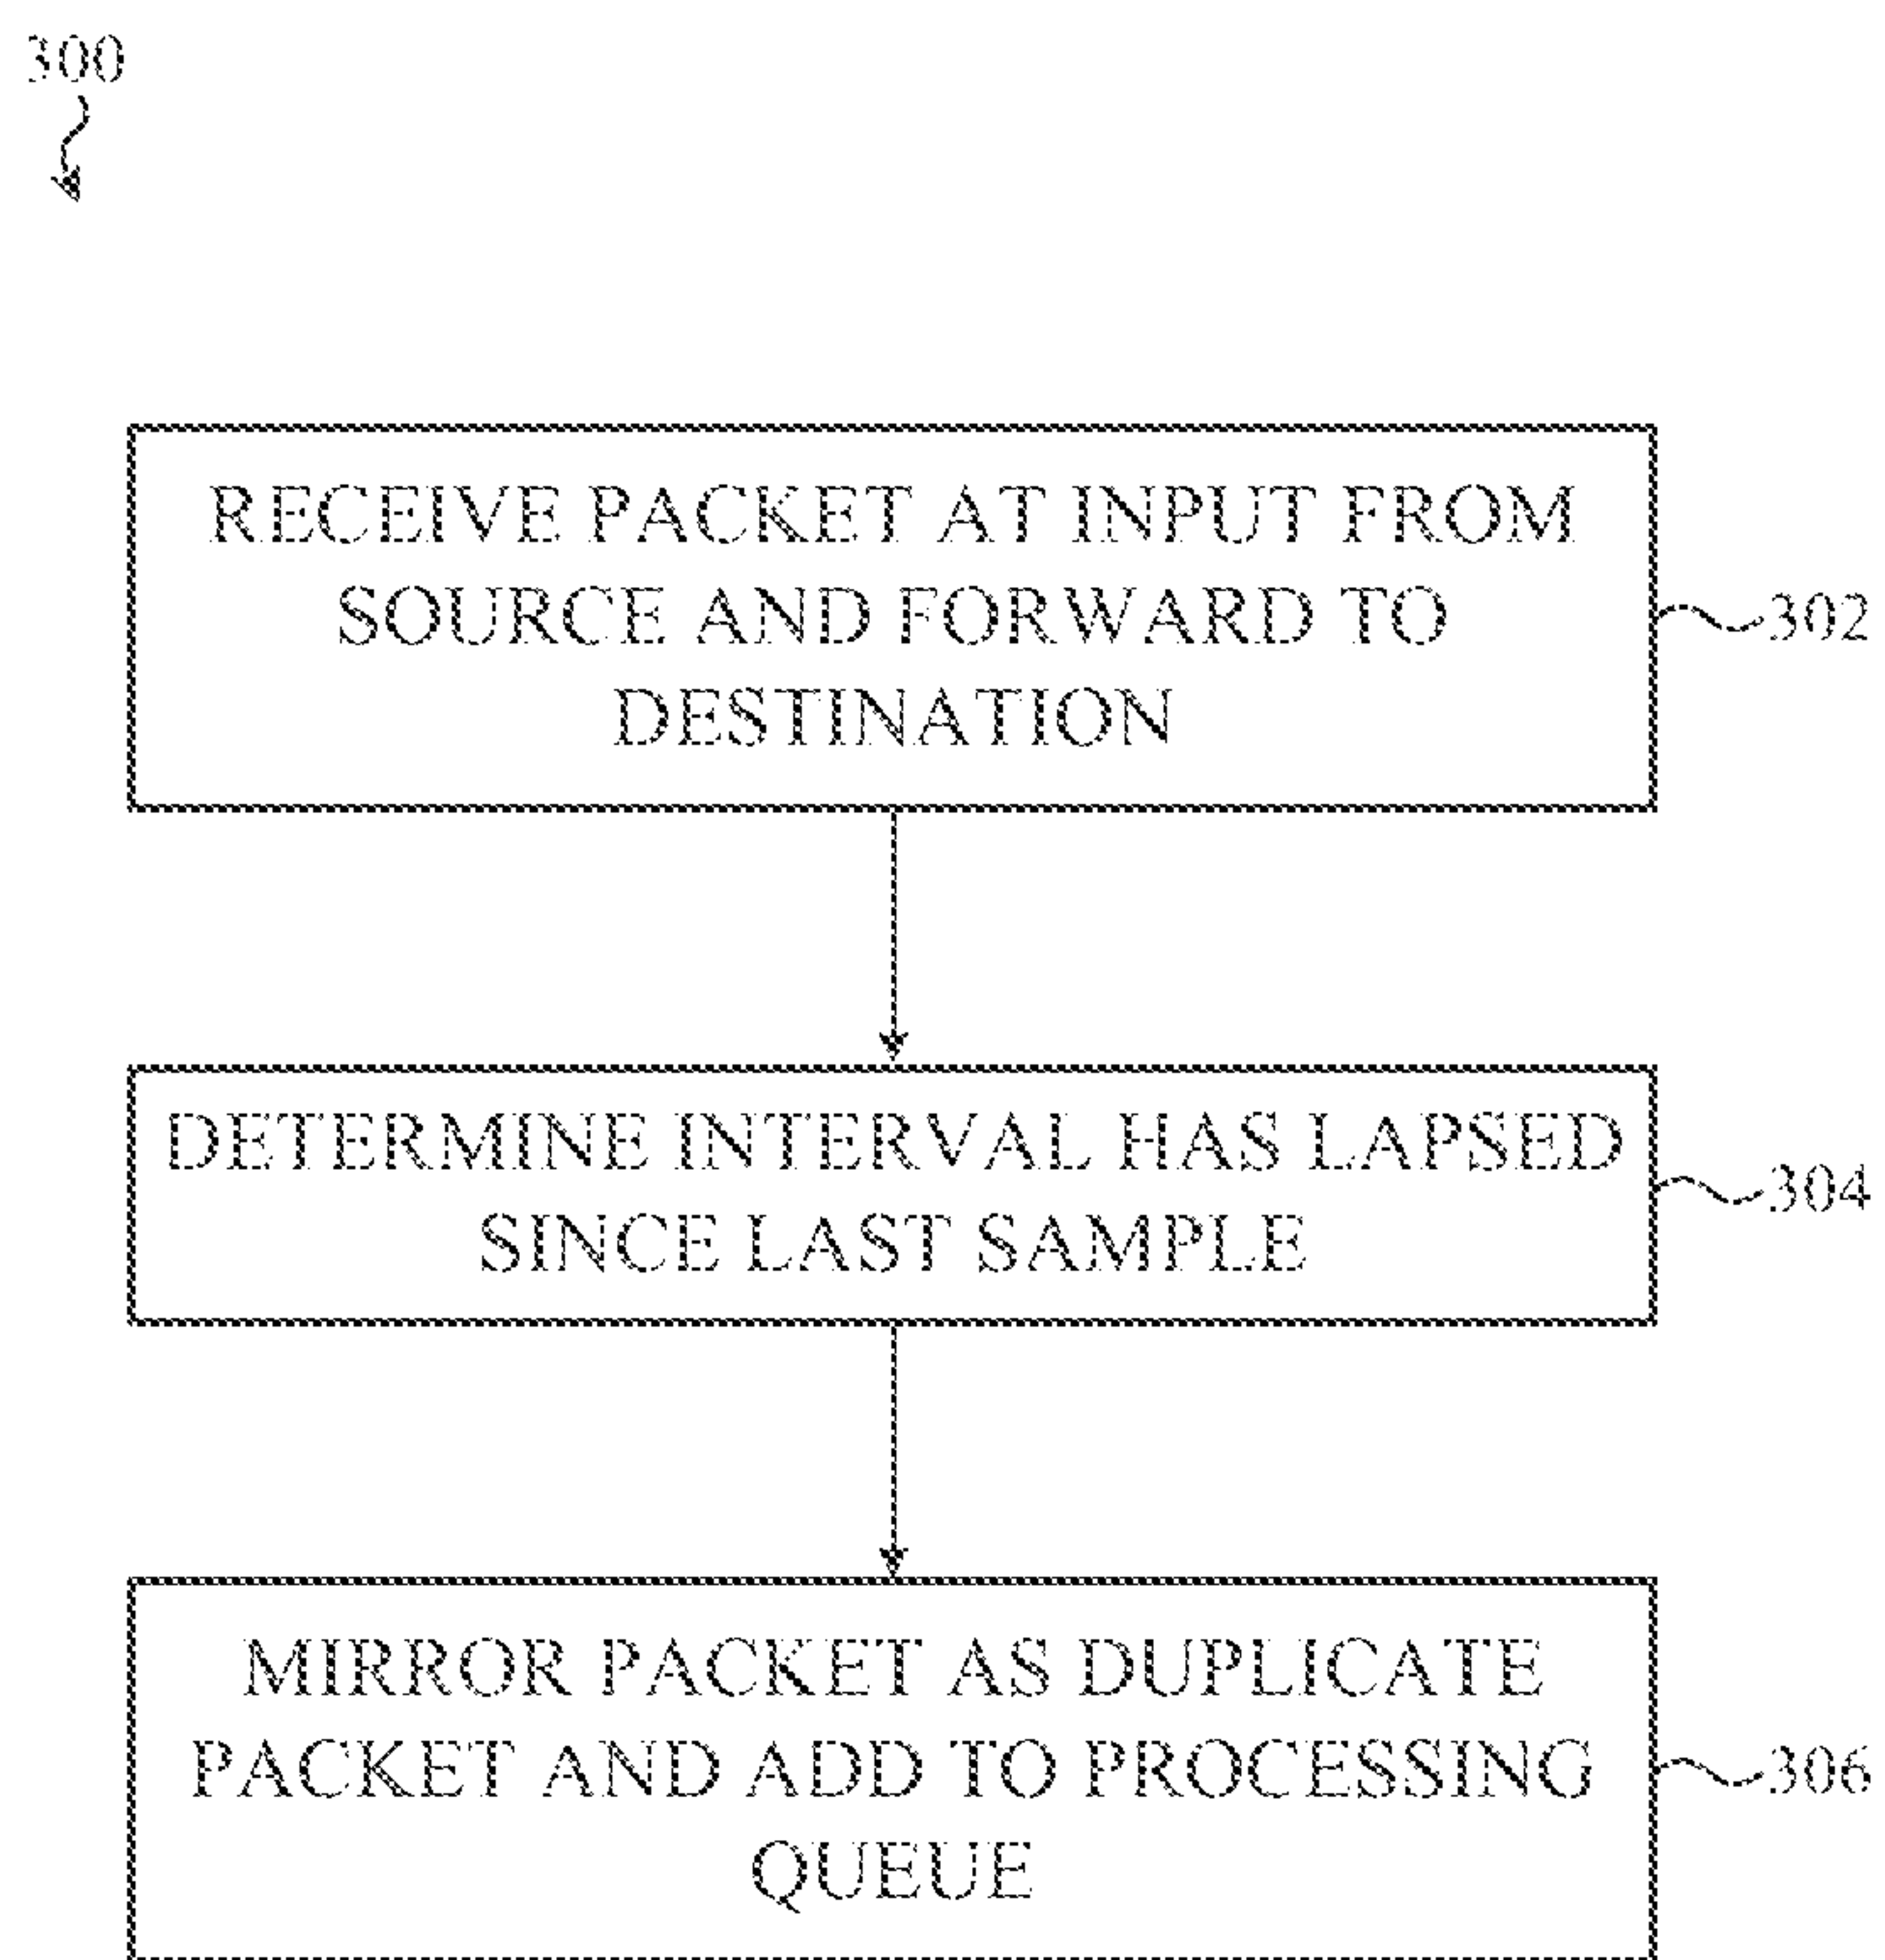 300
RECEIVE PACKET AT INPUT FROM
SOURCE AND FORWARD TO
DESTINATION
302
DETERMINE INTERVAL HAS LAPSED
SINCE LAST SAMPLE
304
MIRROR PACKET AS DUPLICATE
PACKET AND ADD TO PROCESSING
QUEUE
306